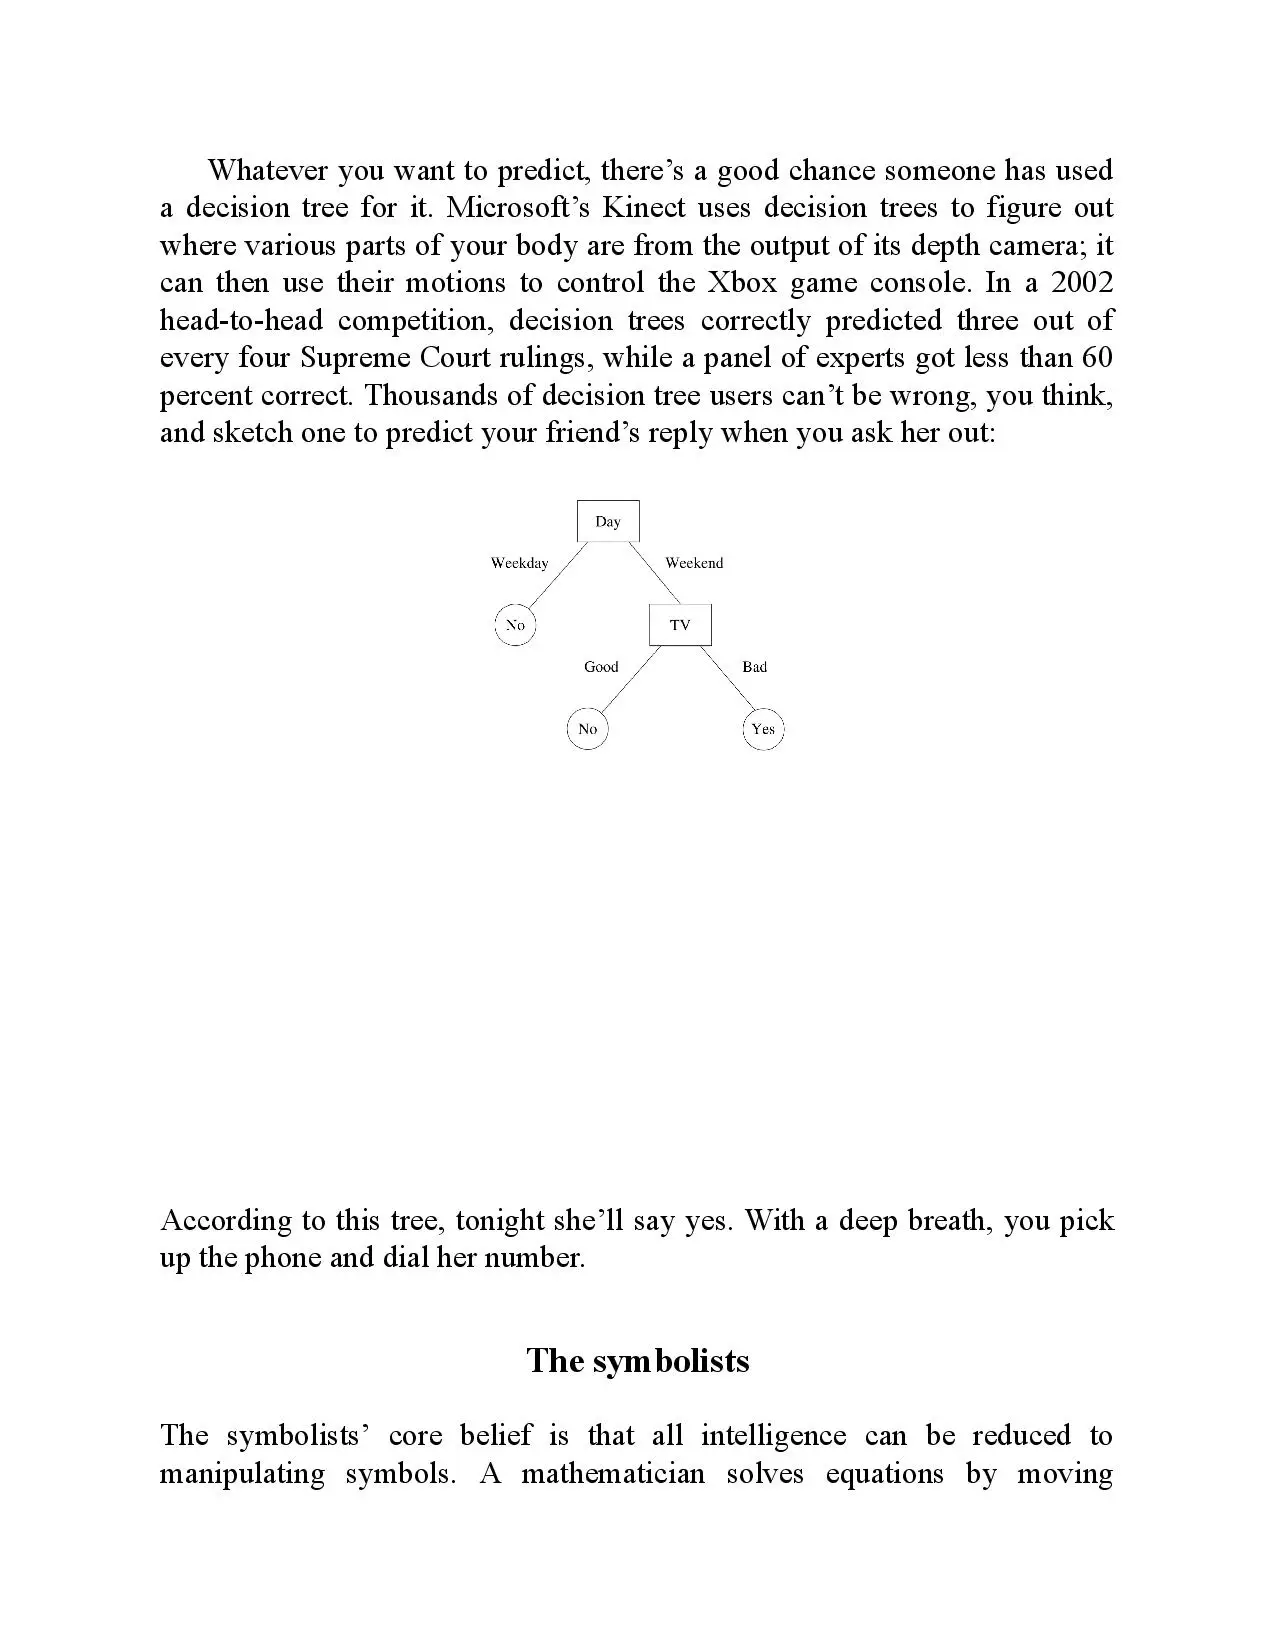 Whatever you want to predict, there’s a good chance someone has used
a decision tree for it. Microsoft’s Kinect uses decision trees to figure out
where various parts of your body are from the output of its depth camera; it
can then use their motions to control the Xbox game console. In a 2002
head-to-head competition, decision trees correctly predicted three out of
every four Supreme Court rulings, while a panel of experts got less than 60
percent correct. Thousands of decision tree users can’t be wrong, you think,
and sketch one to predict your friend’s reply when you ask her out:
Day
Weekday
Weekend
No
TV
Good
Bad
No
Yes
According to this tree, tonight she’ll say yes. With a deep breath, you pick
up the phone and dial her number.
The symbolists
The symbolists’ core belief is that all intelligence can be reduced to
manipulating symbols. A mathematician solves equations by moving